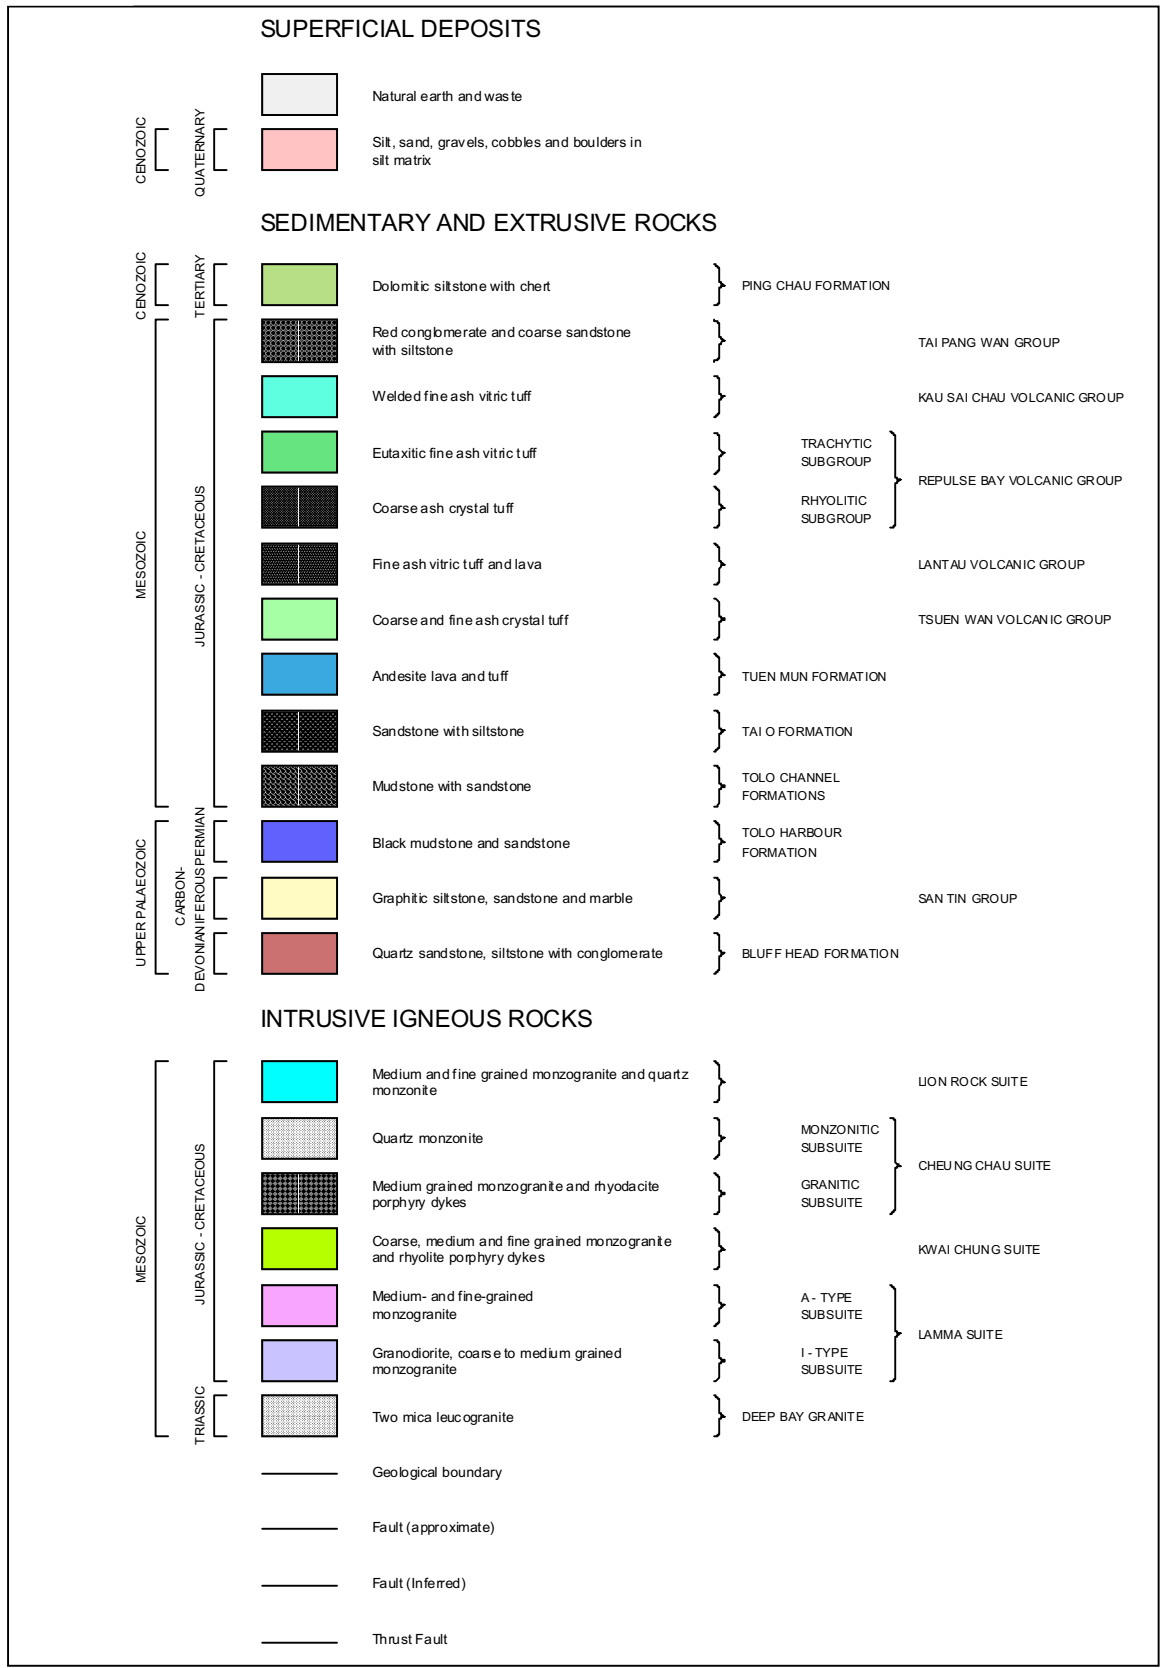 SUPERFICIAL DEPOSITS
Natural earth and waste
CENOZOIC
QUATERNARY
Silt, sand, gravels, cobbles and boulders in
silt matrix
SEDIMENTARY AND EXTRUSIVE ROCKS
CENOZOIC
TERTIARY
Dolomitic siltstone with chert
PING CHAU FORMATION
MESOZOIC
JURASSIC - CRETACEOUS
Red conglomerate and coarse sandstone
with siltstone
TAI PANG WAN GROUP
Welded fine ash vitric tuff
KAU SAI CHAU VOLCANIC GROUP
Eutaxitic fine ash vitric tuff
TRACHYTIC
SUBGROUP
REPULSE BAY VOLCANIC GROUP
Coarse ash crystal tuff
RHYOLITIC
SUBGROUP
Fine ash vitric tuff and lava
LANTAU VOLCANIC GROUP
Coarse and fine ash crystal tuff
TSUEN WAN VOLCANIC GROUP
Andesite lava and tuff
TUEN MUN FORMATION
Sandstone with siltstone
TAI O FORMATION
Mudstone with sandstone
TOLO CHANNEL
FORMATIONS
UPPER PALAEOZOIC
PERMIAN
Black mudstone and sandstone
TOLO HARBOUR
FORMATION
CARBON-
IFEROUS
Graphitic siltstone, sandstone and marble
SAN TIN GROUP
DEVONIAN
Quartz sandstone, siltstone with conglomerate
BLUFF HEAD FORMATION
INTRUSIVE IGNEOUS ROCKS
MESOZOIC
JURASSIC - CRETACEOUS
Medium and fine grained monzogranite and quartz
monzonite
LION ROCK SUITE
Quartz monzonite
MONZONITIC
SUBSUITE
CHEUNG CHAU SUITE
Medium grained monzogranite and rhyodacite
porphyry dykes
GRANITIC
SUBSUITE
Coarse, medium and fine grained monzogranite
and rhyolite porphyry dykes
KWAI CHUNG SUITE
Medium- and fine-grained
monzogranite
A - TYPE
SUBSUITE
LAMMA SUITE
Granodiorite, coarse to medium grained
monzogranite
I - TYPE
SUBSUITE
TRIASSIC
Two mica leucogranite
DEEP BAY GRANITE
Geological boundary
Fault (approximate)
Fault (Inferred)
Thrust Fault